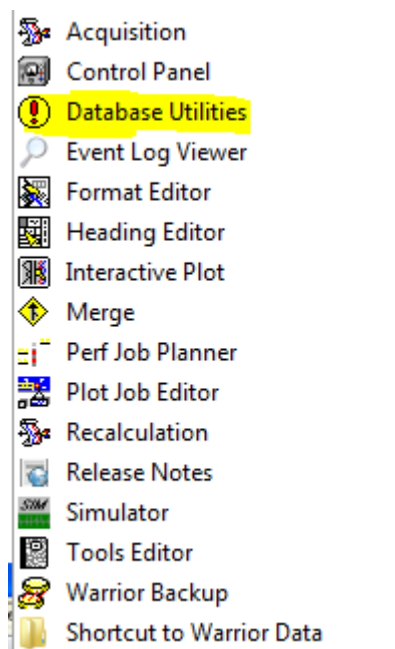 Acquisition
Control Panel
Database Utilities
Event Log Viewer
Format Editor
Heading Editor
Interactive Plot
Merge
Perf Job Planner
Plot Job Editor
Recalculation
Release Notes
SIM Simulator
Tools Editor
Warrior Backup
Shortcut to Warrior Data